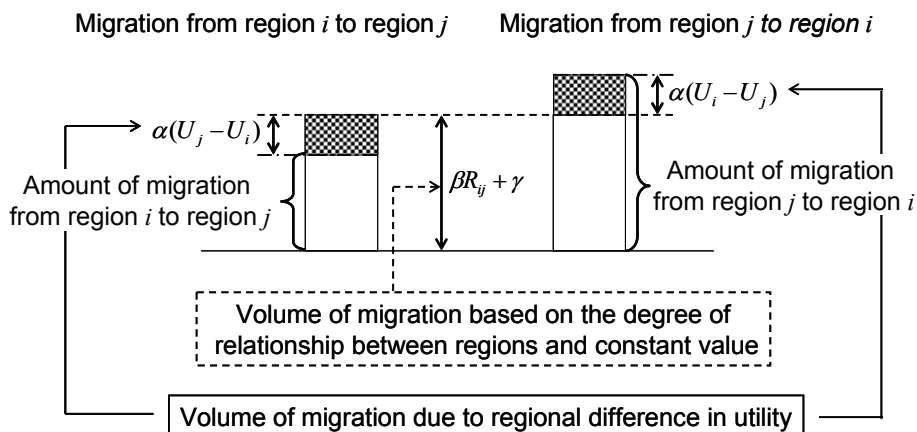 Migration from region i to region j
Migration from region j to region i
α(U_j − U_i)
α(U_i − U_j)
Amount of migration
from region i to region j
βR_ij + γ
Amount of migration
from region j to region i
Volume of migration based on the degree of
relationship between regions and constant value
Volume of migration due to regional difference in utility